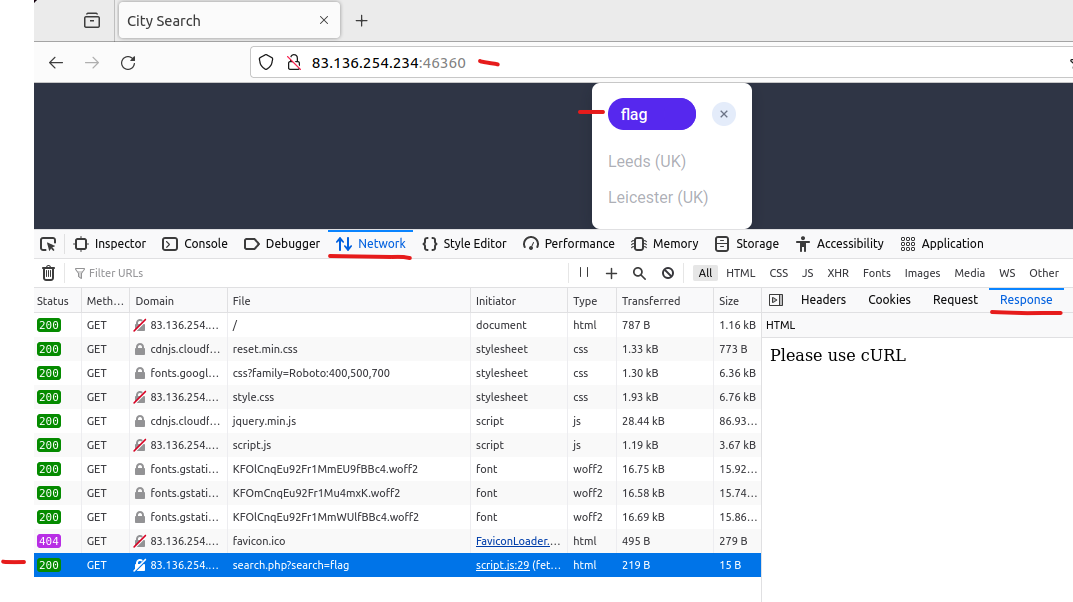 City Search
83.136.254.234:46360
flag
Leeds (UK)
Leicester (UK)
Inspector Console Debugger Network Style Editor Performance Memory Storage Accessibility Application
Filter URLs All HTML CSS JS XHR Fonts Images Media WS Other
Status Meth… Domain File Initiator Type Transferred Size Headers Cookies Request Response
200 GET 83.136.254.… / document html 787 B 1.16 kB
HTML
200 GET cdnjs.cloudf… reset.min.css stylesheet css 1.33 kB 773 B
Please use cURL
200 GET fonts.googl… css?family=Roboto:400,500,700 stylesheet css 1.30 kB 6.36 kB
200 GET 83.136.254.… style.css stylesheet css 1.93 kB 6.76 kB
200 GET cdnjs.cloudf… jquery.min.js script js 28.44 kB 86.93…
200 GET 83.136.254.… script.js script js 1.19 kB 3.67 kB
200 GET fonts.gstati… KFOlCnqEu92Fr1MmEU9fBBc4.woff2 font woff2 16.75 kB 15.92…
200 GET fonts.gstati… KFOmCnqEu92Fr1Mu4mxK.woff2 font woff2 16.58 kB 15.74…
200 GET fonts.gstati… KFOlCnqEu92Fr1MmWUlfBBc4.woff2 font woff2 16.69 kB 15.86…
404 GET 83.136.254.… favicon.ico FaviconLoader.… html 495 B 279 B
200 GET 83.136.254.… search.php?search=flag script.js:29 (fet… html 219 B 15 B